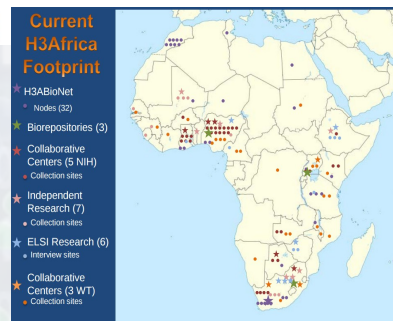 Current
H3Africa
Footprint
H3ABioNet
Nodes (32)
Biorepositories (3)
Collaborative
Centers (5 NIH)
Collection sites
Independent
Research (7)
Collection sites
ELSI Research (6)
Interview sites
Collaborative
Centers (3 WT)
Collection sites